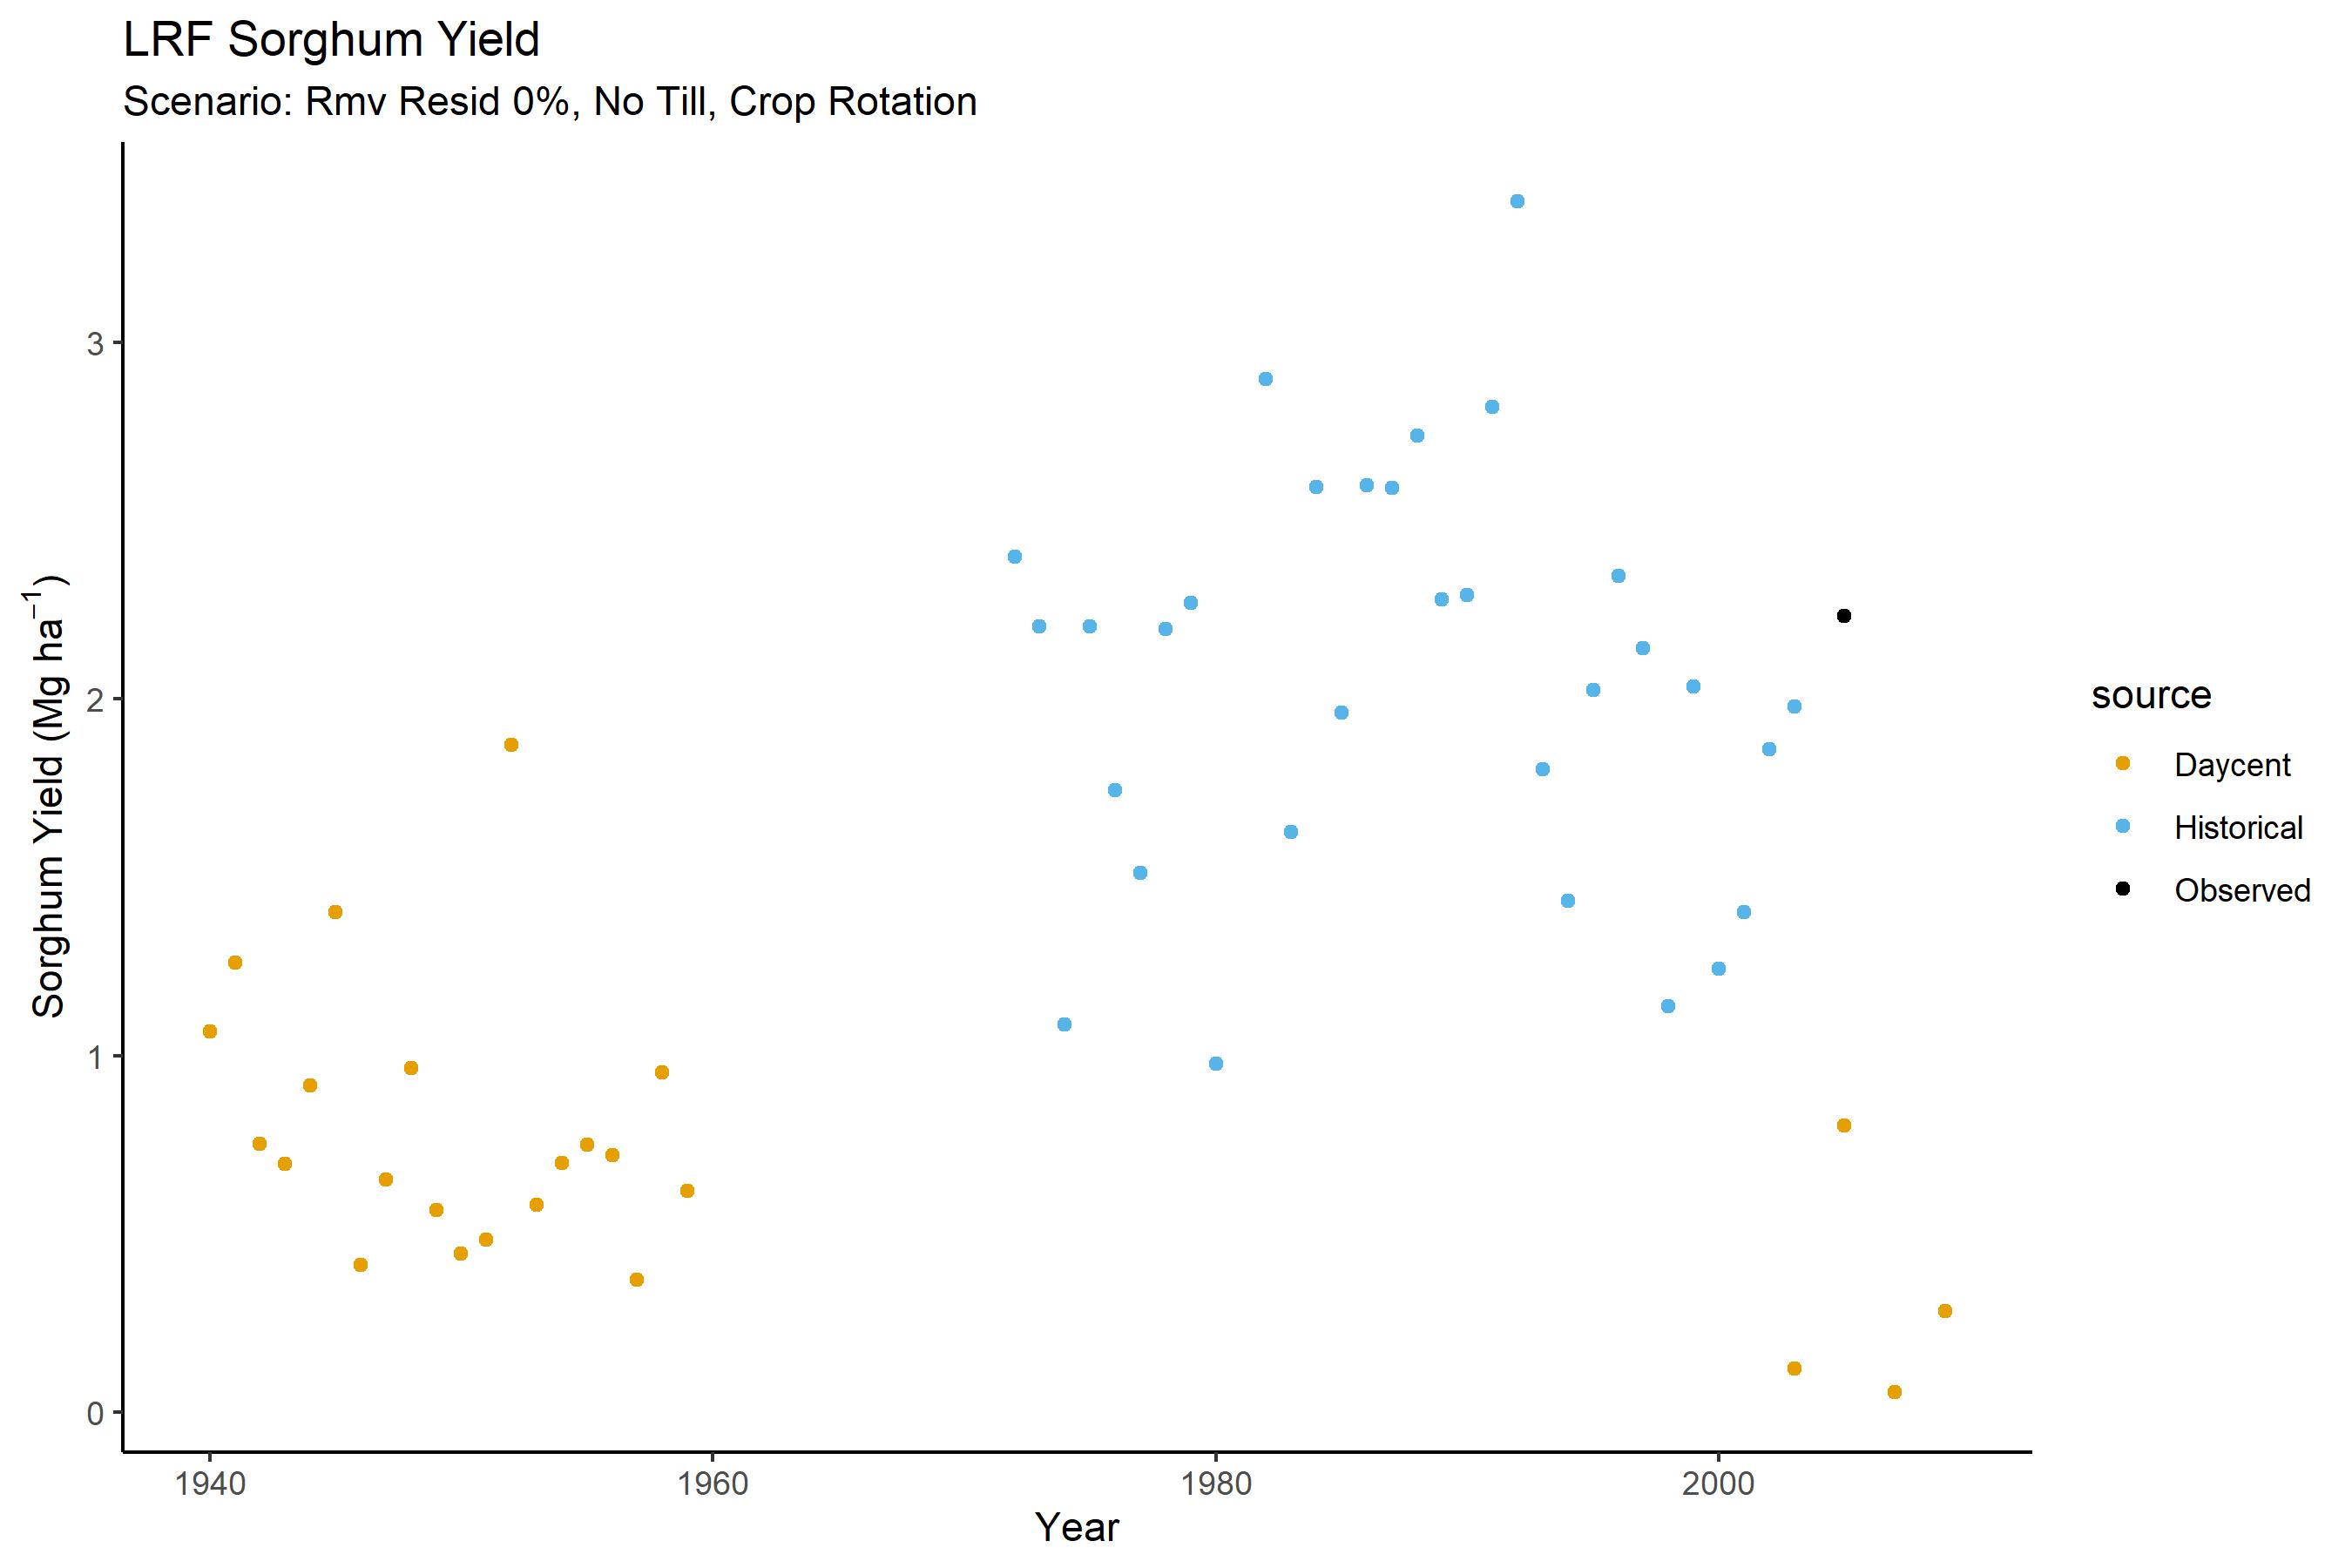 LRF Sorghum Yield
Scenario: Rmv Resid 0%, No Till, Crop Rotation
Sorghum Yield (Mg ha⁻¹)
3
2
1
0
1940
1960
1980
2000
Year
source
Daycent
Historical
Observed